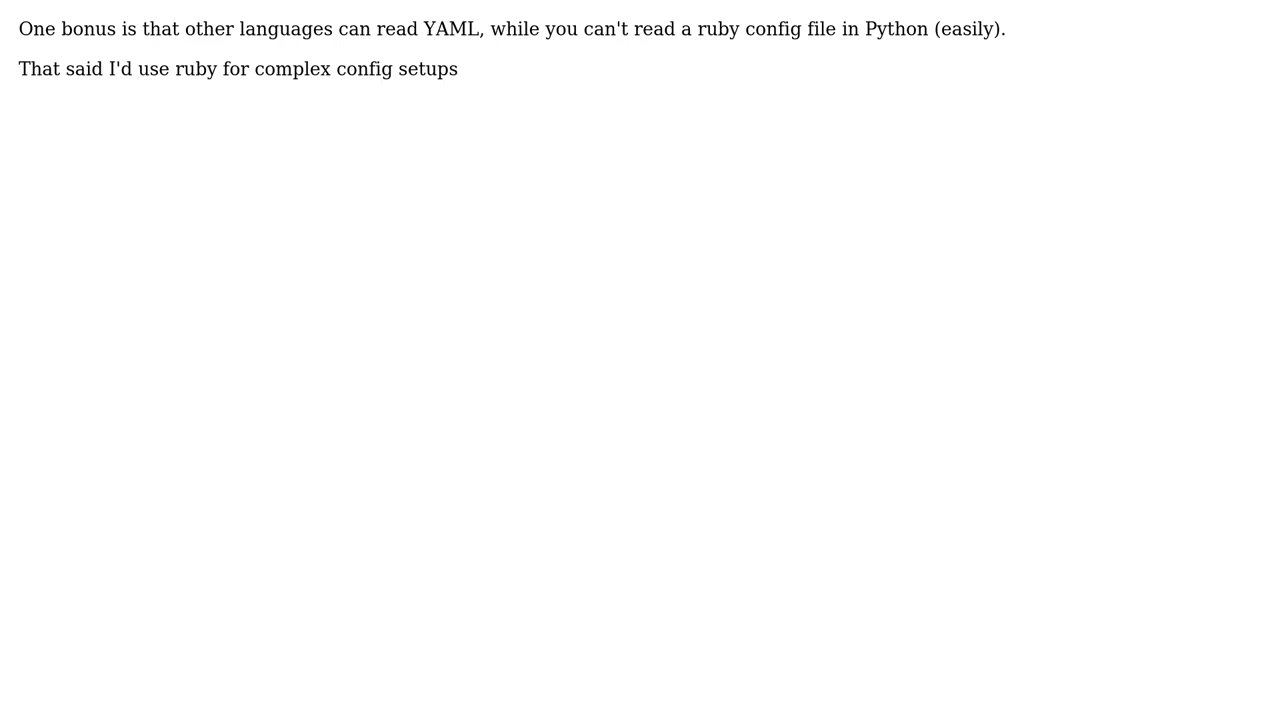 One bonus is that other languages can read YAML, while you can't read a ruby config file in Python (easily).
That said I'd use ruby for complex config setups